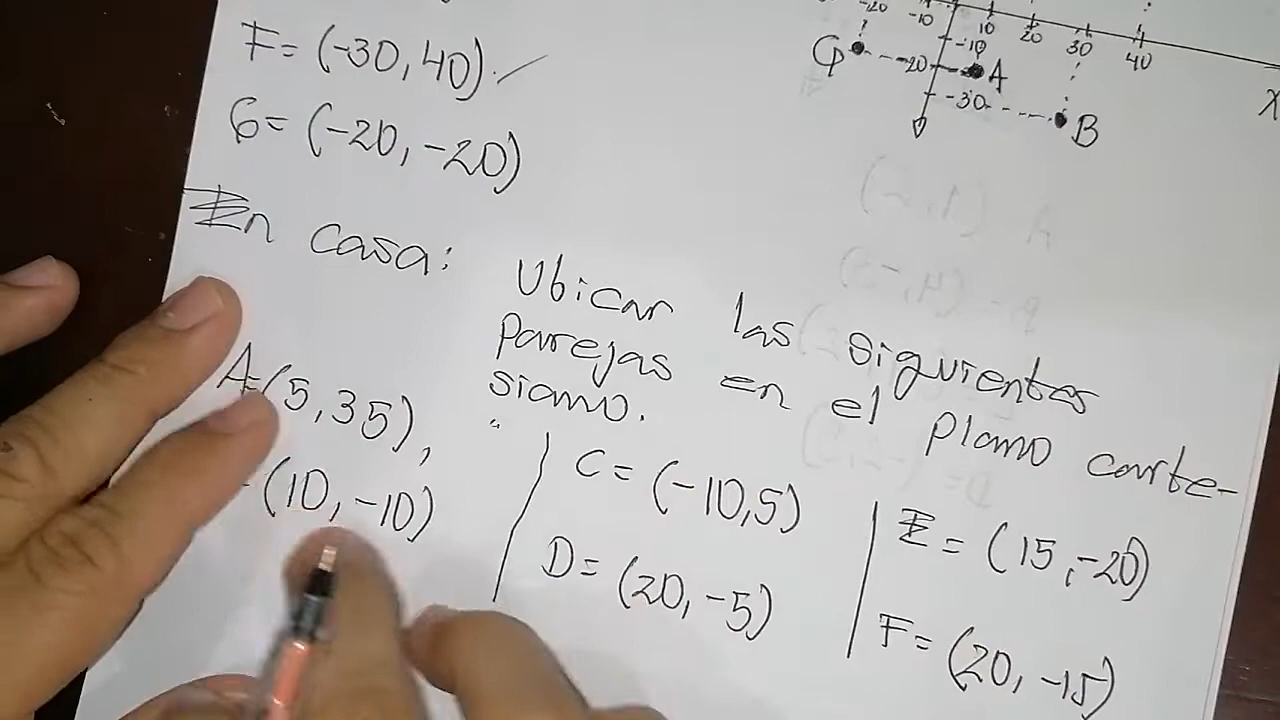 F = (-30, 40).
G = (-20, -20)
-20 -10 10 20 30 40
-10
-20
-30
G
A
B
X
En casa: Ubicar las siguientes
parejas en el plano carte-
siano.
A = (5, 35),
= (10, -10)
C = (-10, 5)
D = (20, -5)
E = (15, -20)
F = (20, -15)